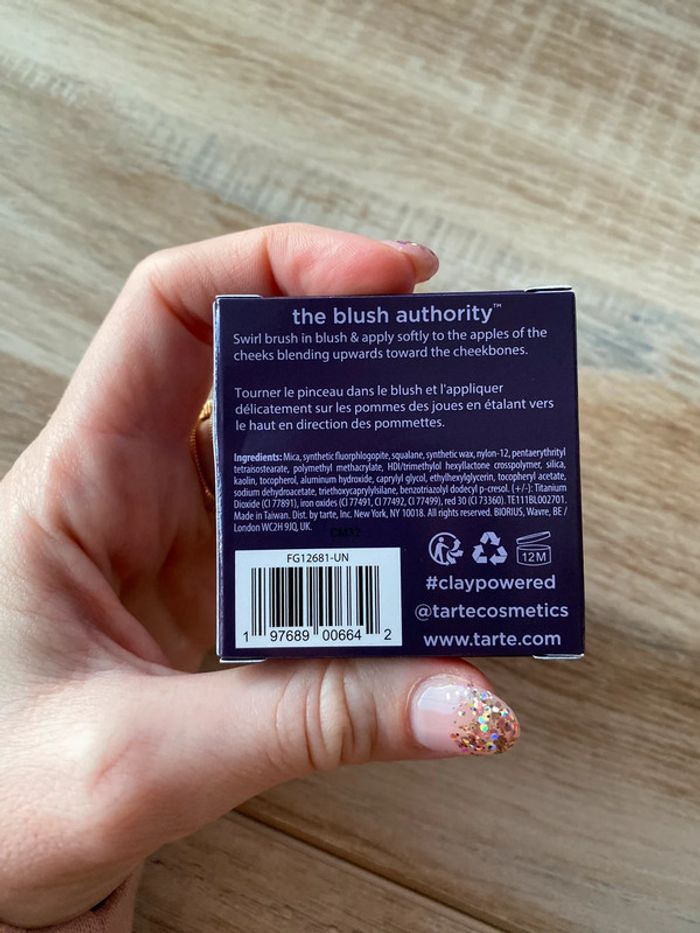 the blush authority™
Swirl brush in blush & apply softly to the apples of the
cheeks blending upwards toward the cheekbones.
Tourner le pinceau dans le blush et l'appliquer
délicatement sur les pommes des joues en étalant vers
le haut en direction des pommettes.
Ingredients: Mica, synthetic fluorphlogopite, squalane, synthetic wax, nylon-12, pentaerythrityl
tetraisostearate, polymethyl methacrylate, HDI/trimethylol hexyllactone crosspolymer, silica,
kaolin, tocopherol, aluminum hydroxide, caprylyl glycol, ethylhexylglycerin, tocopheryl acetate,
sodium dehydroacetate, triethoxycaprylylsilane, benzotriazolyl dodecyl p-cresol. (+/-): Titanium
Dioxide (CI 77891), iron oxides (CI 77491, CI 77492, CI 77499), red 30 (CI 73360). TE111BL002701.
Made in Taiwan. Dist. by tarte, Inc. New York, NY 10018. All rights reserved. BIORIUS, Wavre, BE /
London WC2H 9JQ, UK.
CM32
FG12681-UN
1 97689 00664 2
12M
#claypowered
@tartecosmetics
www.tarte.com